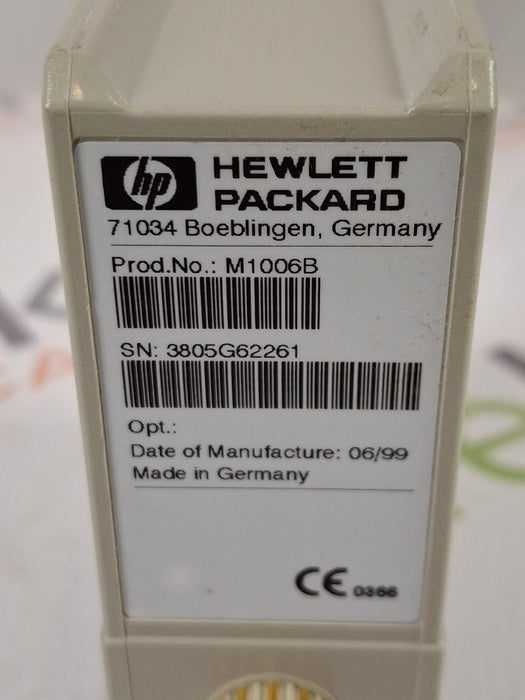 hp HEWLETT
PACKARD
71034 Boeblingen, Germany
Prod.No.: M1006B
SN: 3805G62261
Opt.:
Date of Manufacture: 06/99
Made in Germany
CE 0366